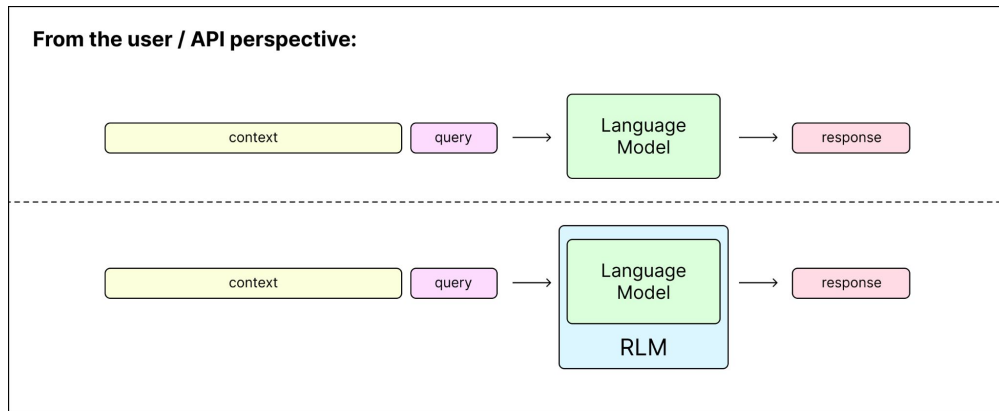 From the user / API perspective:
context
query
Language
Model
response
context
query
Language
Model
response
RLM